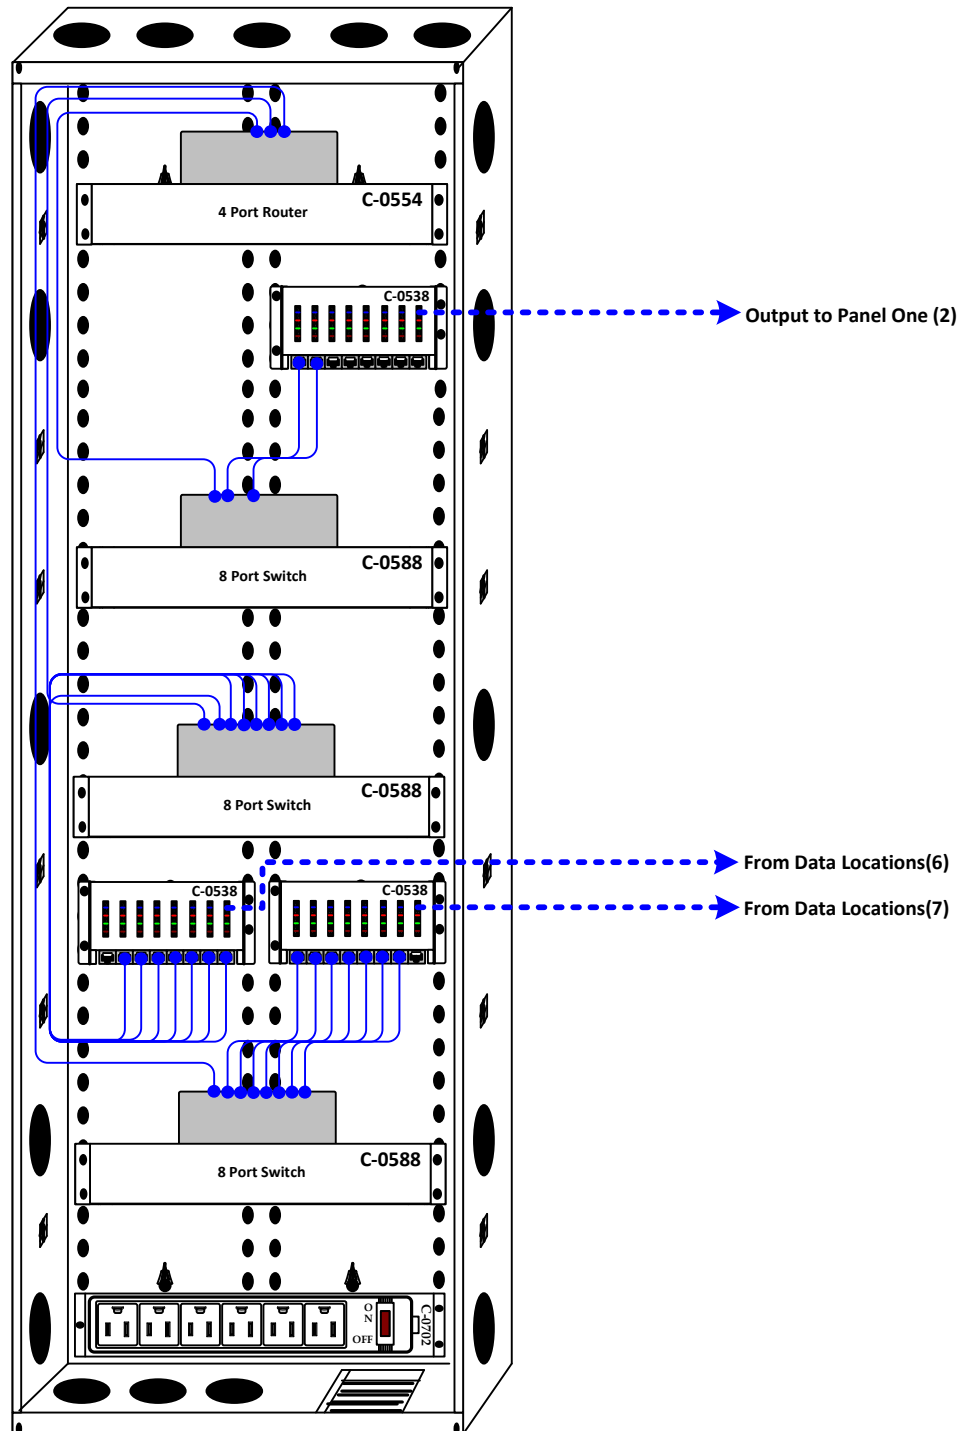 C-0554
4 Port Router
C-0538
Output to Panel One (2)
C-0588
8 Port Switch
C-0588
8 Port Switch
From Data Locations(6)
C-0538
C-0538
From Data Locations(7)
C-0588
8 Port Switch
ON
OFF
C-0702